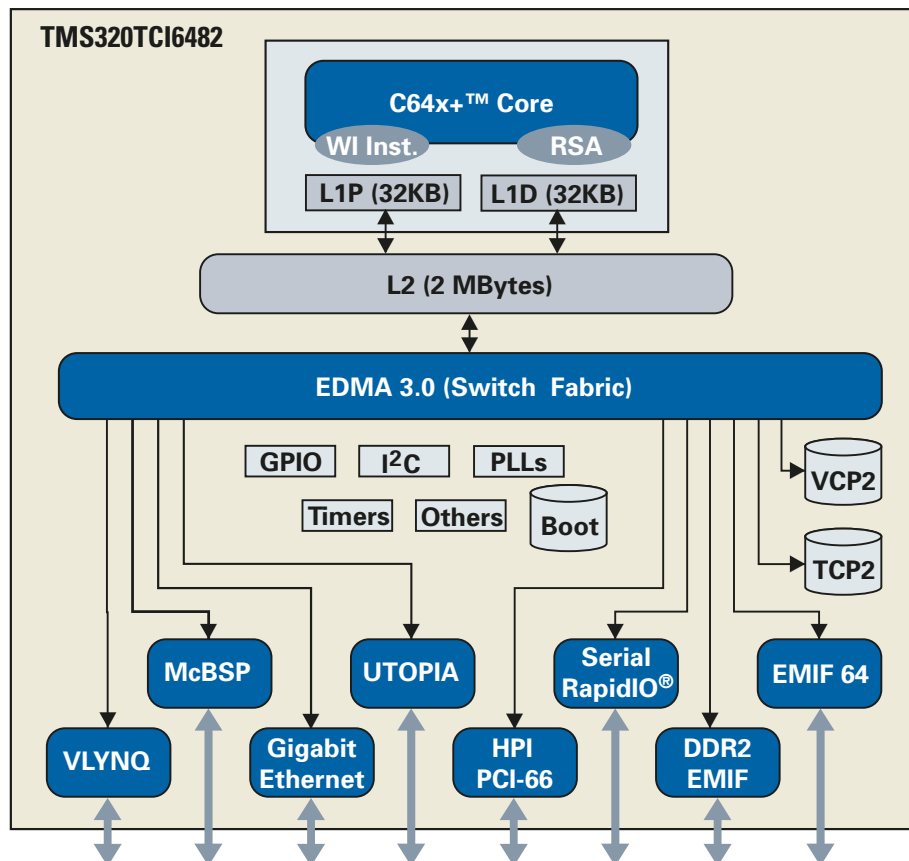 TMS320TCI6482
C64x+™ Core
WI Inst.
RSA
L1P (32KB)
L1D (32KB)
L2 (2 MBytes)
EDMA 3.0 (Switch Fabric)
GPIO
I²C
PLLs
VCP2
Timers
Others
Boot
TCP2
McBSP
UTOPIA
Serial
RapidIO®
EMIF 64
VLYNQ
Gigabit
Ethernet
HPI
PCI-66
DDR2
EMIF